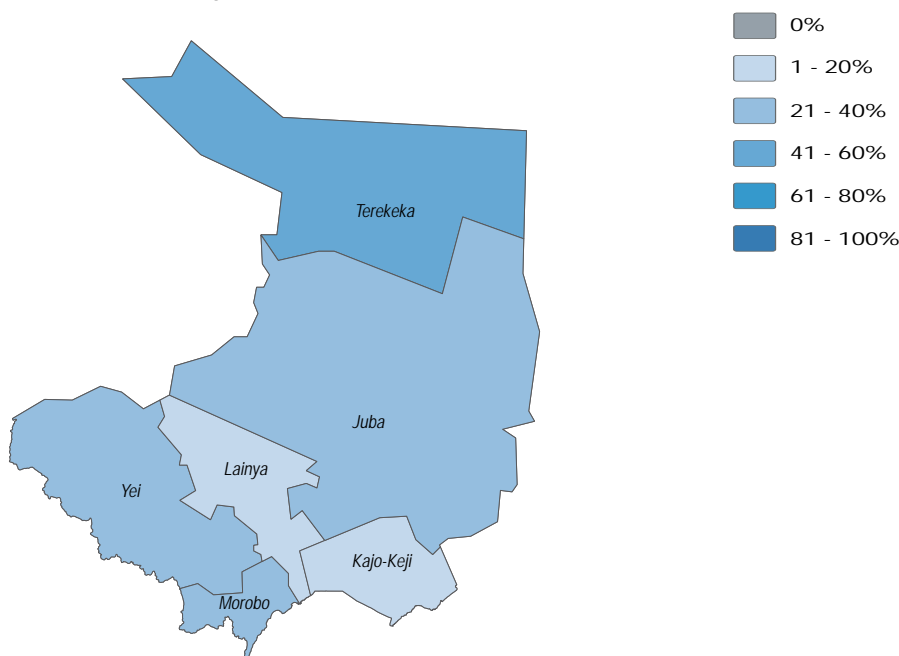 0%
1 - 20%
21 - 40%
41 - 60%
61 - 80%
81 - 100%
Terekeka
Juba
Lainya
Yei
Kajo-Keji
Morobo